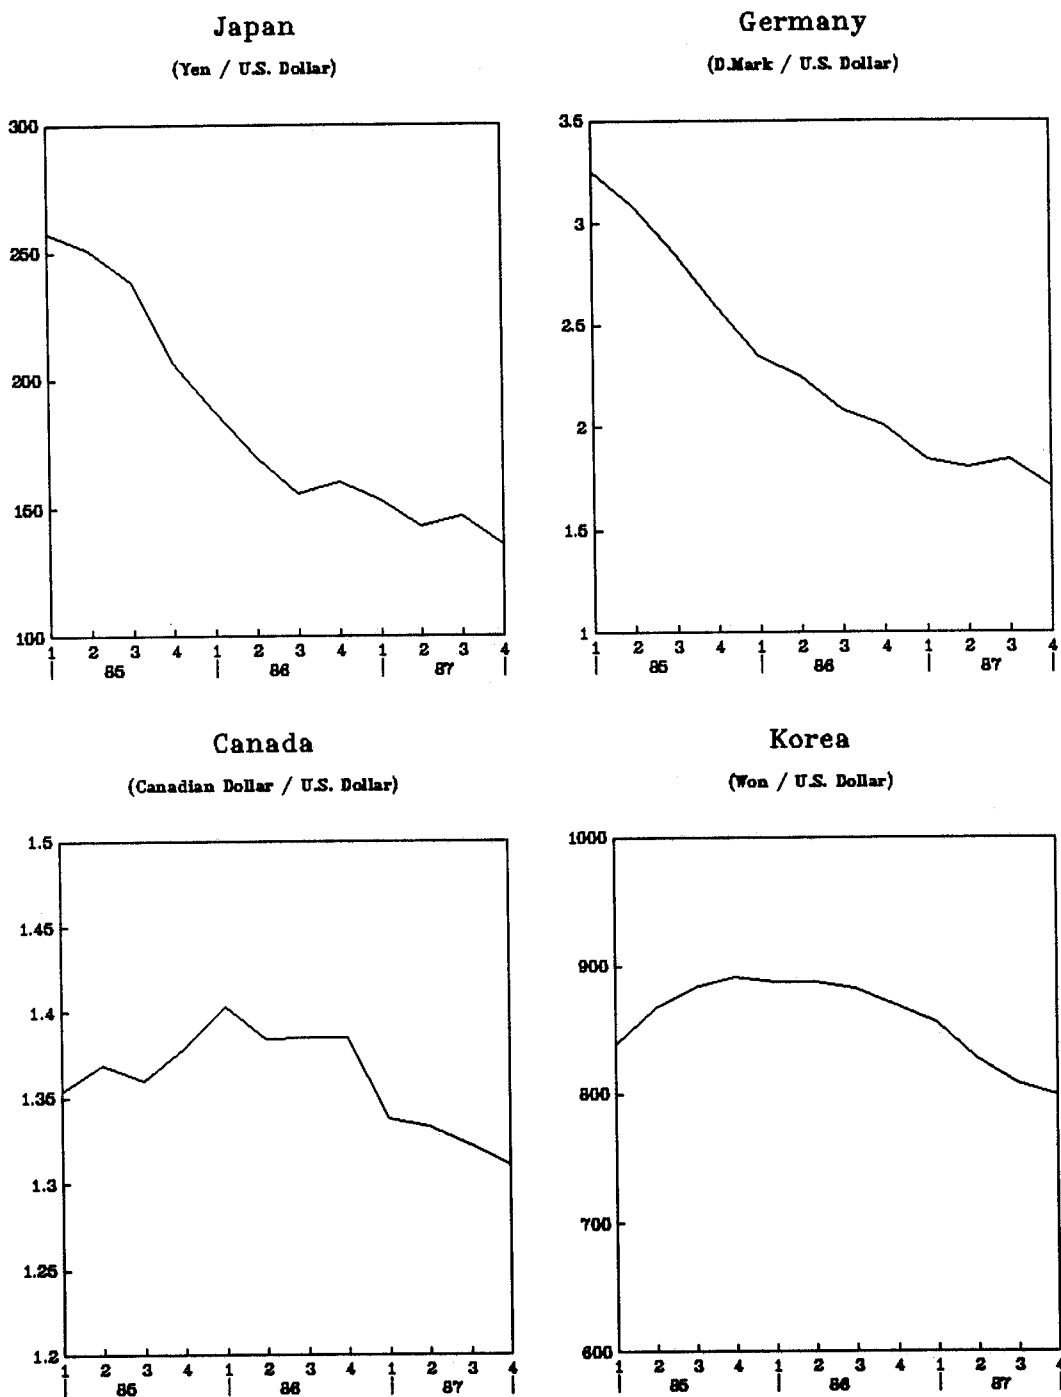 Japan
(Yen / U.S. Dollar)
300
250
200
150
100
1 2 3 4 1 2 3 4 1 2 3 4
| 85 | 86 | 87 |
Germany
(D.Mark / U.S. Dollar)
3.5
3
2.5
2
1.5
1
1 2 3 4 1 2 3 4 1 2 3 4
| 85 | 86 | 87 |
Canada
(Canadian Dollar / U.S. Dollar)
1.5
1.45
1.4
1.35
1.3
1.25
1.2
1 2 3 4 1 2 3 4 1 2 3 4
| 85 | 86 | 87 |
Korea
(Won / U.S. Dollar)
1000
900
800
700
600
1 2 3 4 1 2 3 4 1 2 3 4
| 85 | 86 | 87 |